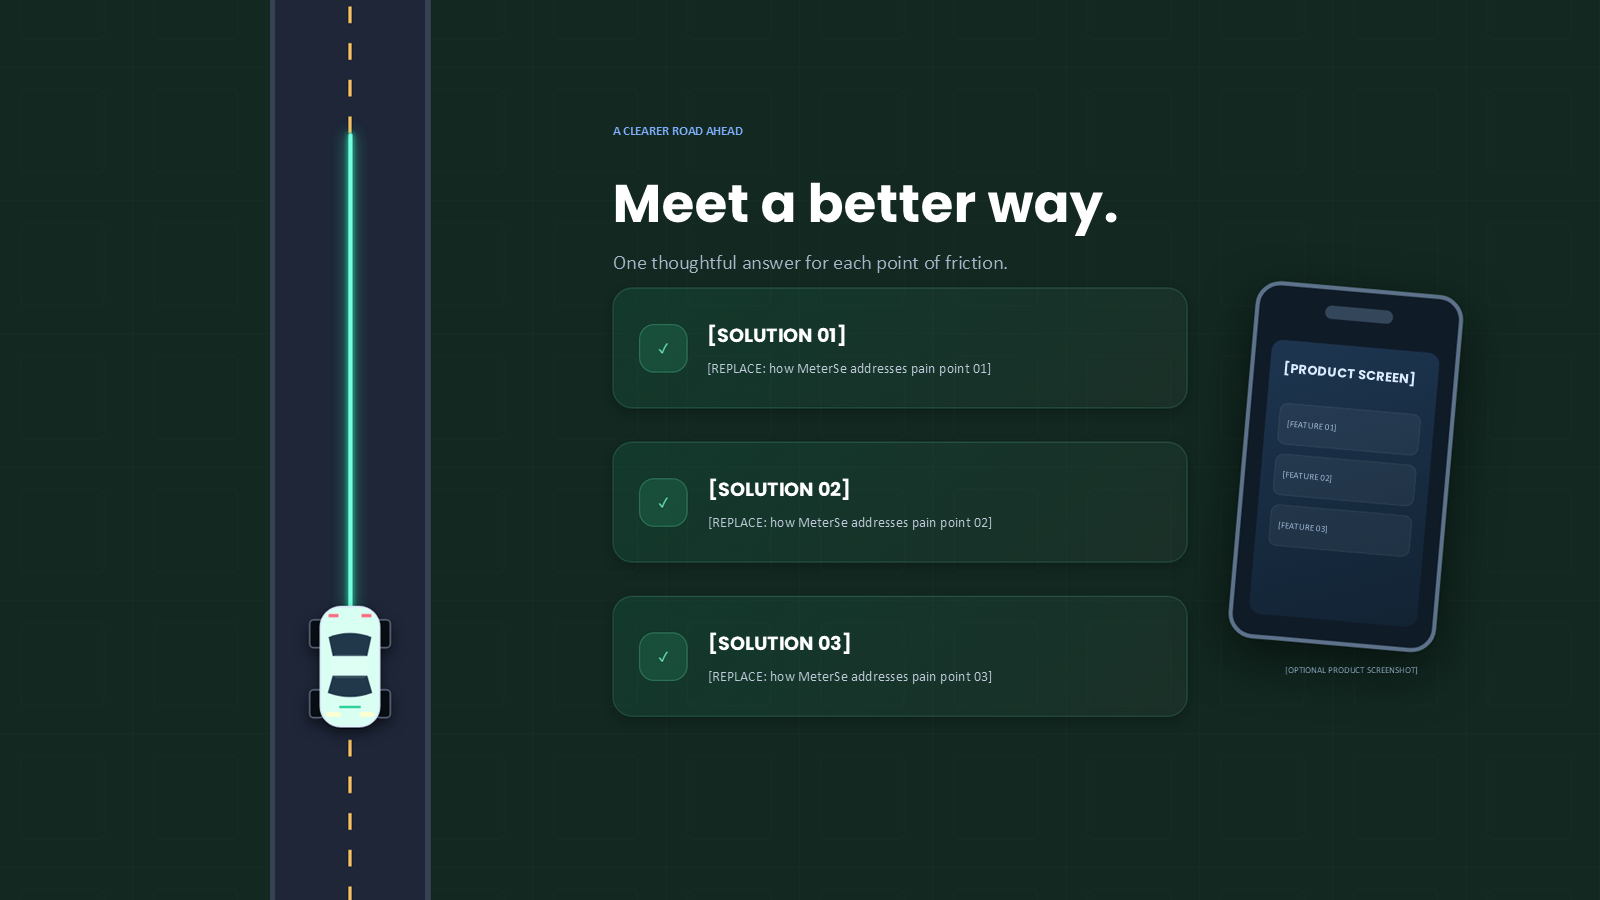 A CLEARER ROAD AHEAD
Meet a better way.
One thoughtful answer for each point of friction.
✓
[SOLUTION 01]
[REPLACE: how MeterSe addresses pain point 01]
✓
[SOLUTION 02]
[REPLACE: how MeterSe addresses pain point 02]
✓
[SOLUTION 03]
[REPLACE: how MeterSe addresses pain point 03]
[PRODUCT SCREEN]
[FEATURE 01]
[FEATURE 02]
[FEATURE 03]
[OPTIONAL PRODUCT SCREENSHOT]